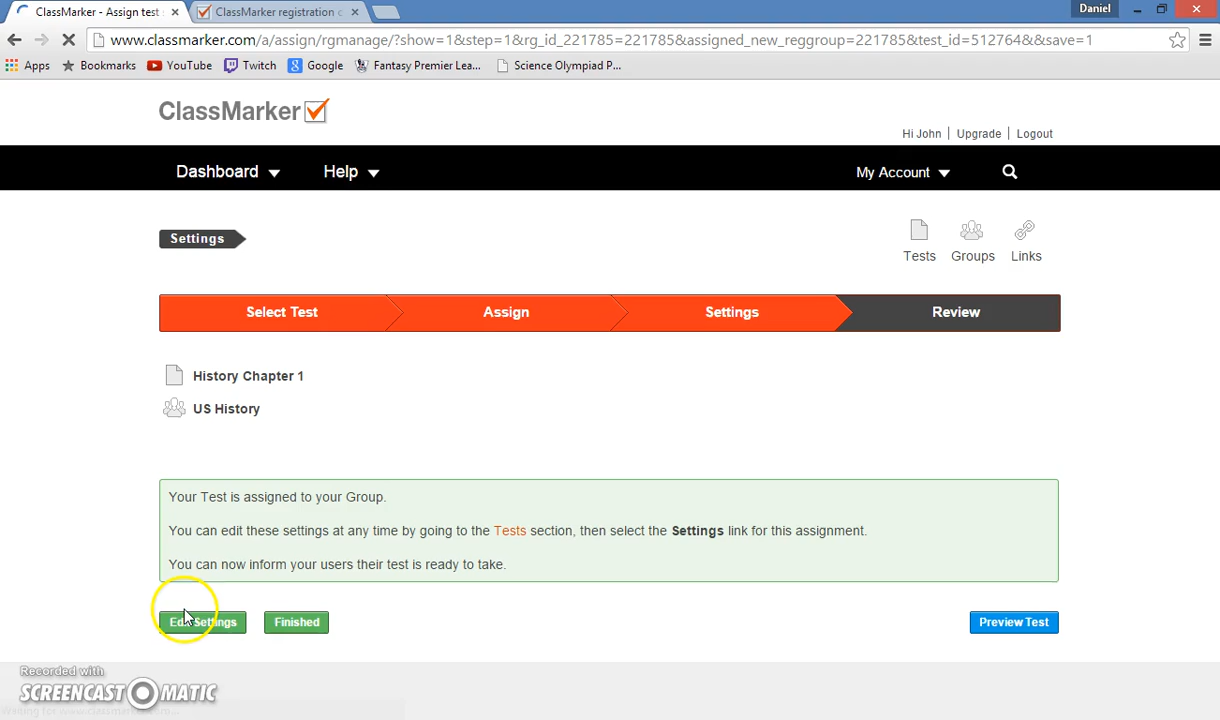 ClassMarker - Assign test
ClassMarker registration
Daniel
www.classmarker.com/a/assign/rgmanage/?show=1&step=1&rg_id_221785=221785&assigned_new_reggroup=221785&test_id=512764&&save=1
Apps Bookmarks YouTube Twitch Google Fantasy Premier Lea... Science Olympiad P...
ClassMarker
Hi John Upgrade Logout
Dashboard Help My Account
Settings
Tests Groups Links
Select Test Assign Settings Review
History Chapter 1
US History
Your Test is assigned to your Group.
You can edit these settings at any time by going to the Tests section, then select the Settings link for this assignment.
You can now inform your users their test is ready to take.
Edit Settings Finished Preview Test
Recorded with
SCREENCAST-O-MATIC